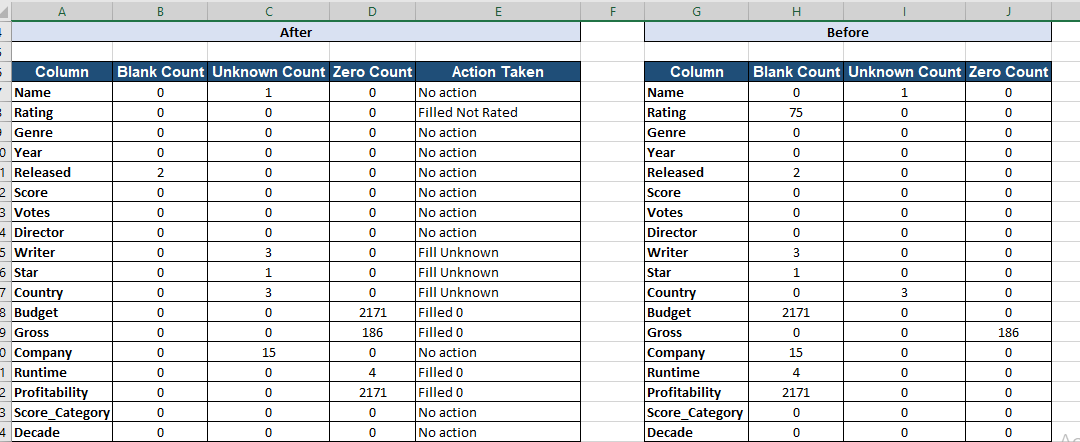 A B C D E F G H I J
After Before
Column Blank Count Unknown Count Zero Count Action Taken Column Blank Count Unknown Count Zero Count
Name 0 1 0 No action Name 0 1 0
Rating 0 0 0 Filled Not Rated Rating 75 0 0
Genre 0 0 0 No action Genre 0 0 0
Year 0 0 0 No action Year 0 0 0
Released 2 0 0 No action Released 2 0 0
Score 0 0 0 No action Score 0 0 0
Votes 0 0 0 No action Votes 0 0 0
Director 0 0 0 No action Director 0 0 0
Writer 0 3 0 Fill Unknown Writer 3 0 0
Star 0 1 0 Fill Unknown Star 1 0 0
Country 0 3 0 Fill Unknown Country 0 3 0
Budget 0 0 2171 Filled 0 Budget 2171 0 0
Gross 0 0 186 Filled 0 Gross 0 0 186
Company 0 15 0 No action Company 15 0 0
Runtime 0 0 4 Filled 0 Runtime 4 0 0
Profitability 0 0 2171 Filled 0 Profitability 2171 0 0
Score_Category 0 0 0 No action Score_Category 0 0 0
Decade 0 0 0 No action Decade 0 0 0